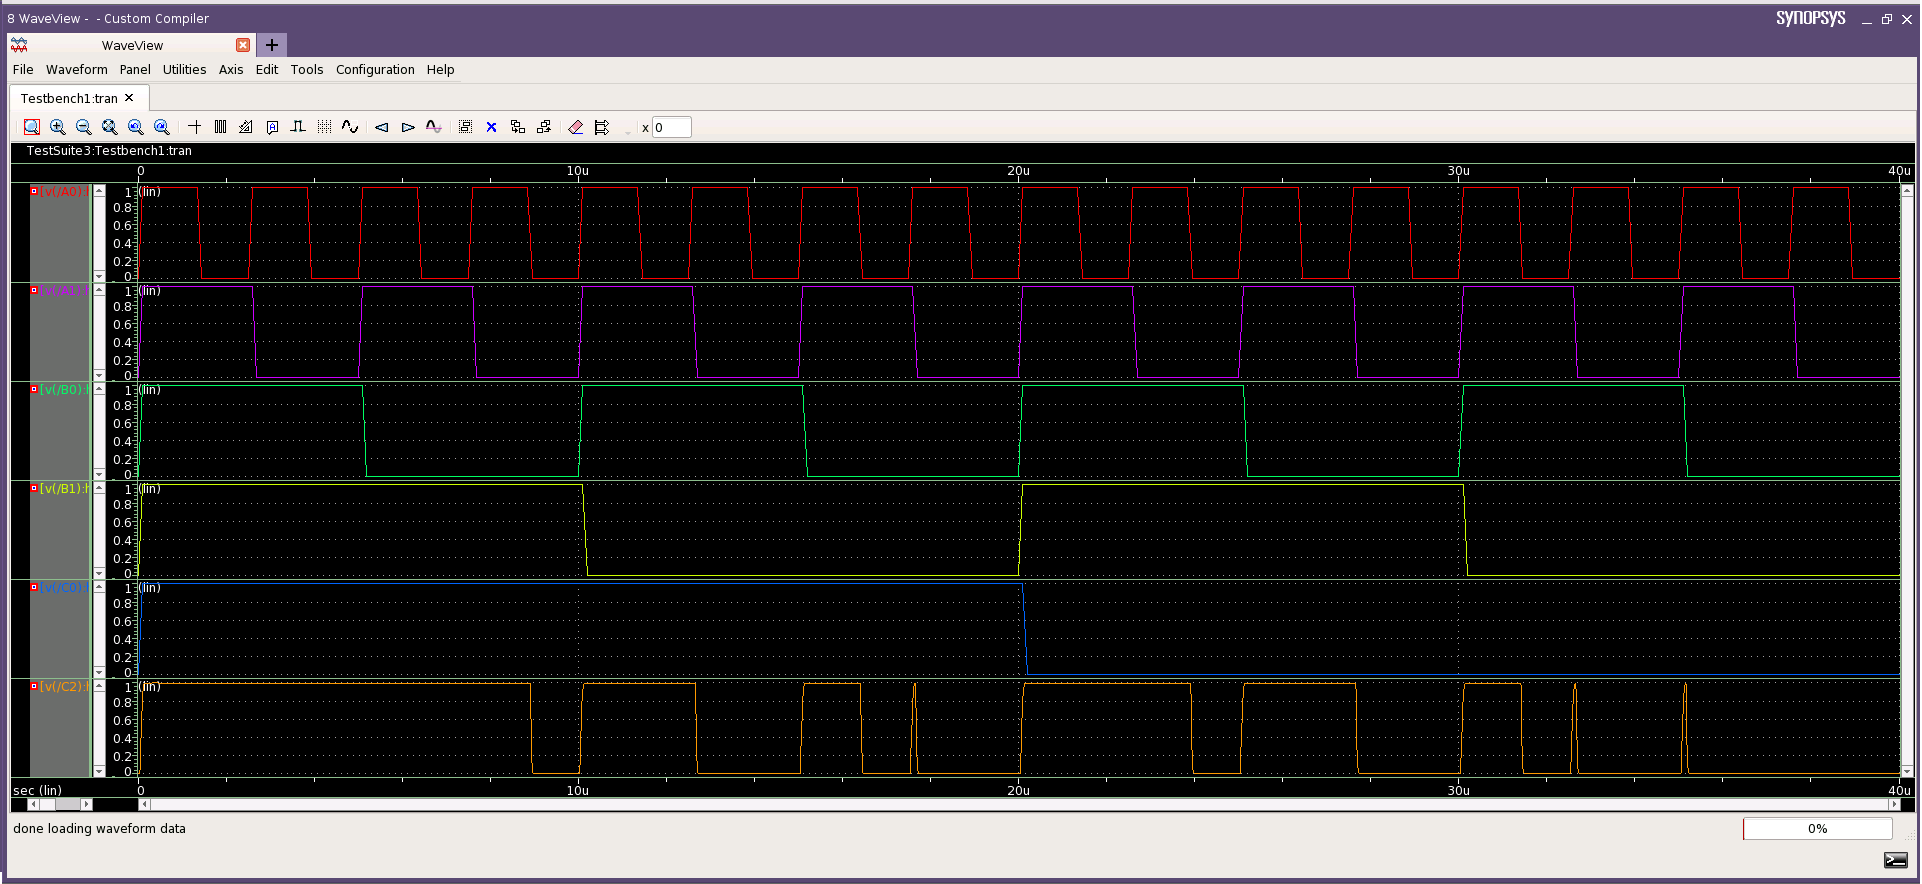 8 WaveView - - Custom Compiler SYNOPSYS
WaveView
File Waveform Panel Utilities Axis Edit Tools Configuration Help
Testbench1:tran
x 0
TestSuite3:Testbench1:tran
0 10u 20u 30u 40u
[v(/A0): 1 (lin)
0.8
0.6
0.4
0.2
0
[v(/A1): 1 (lin)
0.8
0.6
0.4
0.2
0
[v(/B0): 1 (lin)
0.8
0.6
0.4
0.2
0
[v(/B1): 1 (lin)
0.8
0.6
0.4
0.2
0
[v(/C0): 1 (lin)
0.8
0.6
0.4
0.2
0
[v(/C2): 1 (lin)
0.8
0.6
0.4
0.2
0
sec (lin) 0 10u 20u 30u 40u
done loading waveform data 0%